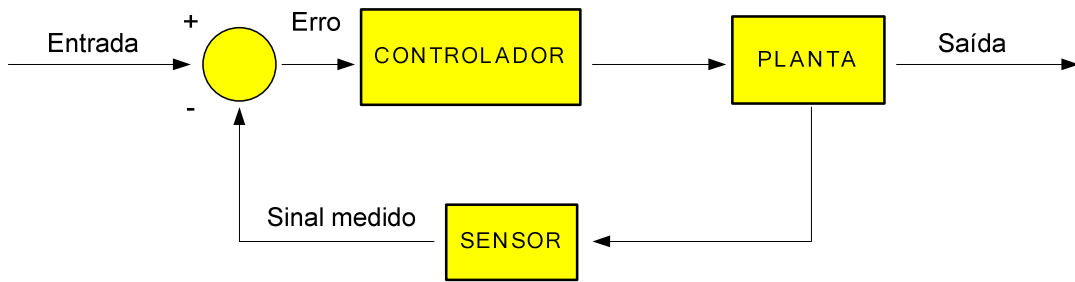 +
Entrada
-
Erro
CONTROLADOR
PLANTA
Saída
Sinal medido
SENSOR